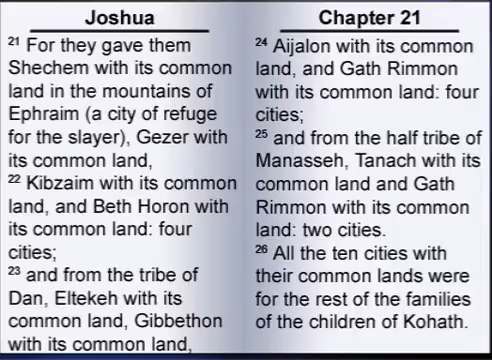 Joshua
21 For they gave them
Shechem with its common
land in the mountains of
Ephraim (a city of refuge
for the slayer), Gezer with
its common land,
22 Kibzaim with its common
land, and Beth Horon with
its common land: four
cities;
23 and from the tribe of
Dan, Eltekeh with its
common land, Gibbethon
with its common land,
Chapter 21
24 Aijalon with its common
land, and Gath Rimmon
with its common land: four
cities;
25 and from the half tribe of
Manasseh, Tanach with its
common land and Gath
Rimmon with its common
land: two cities.
26 All the ten cities with
their common lands were
for the rest of the families
of the children of Kohath.